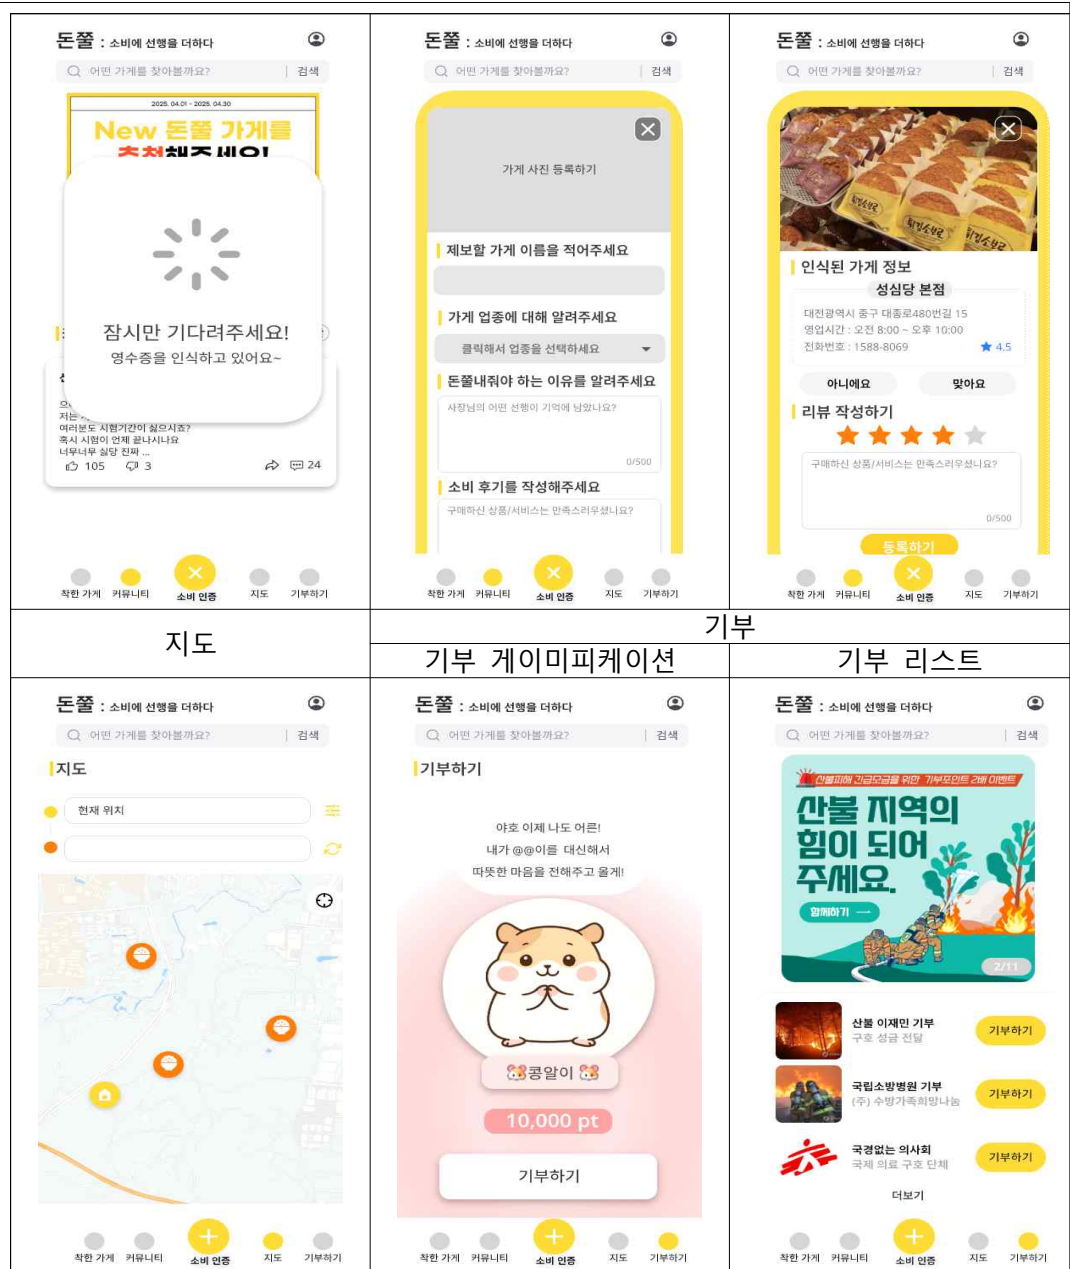 돈쭐 : 소비에 선행을 더하다
어떤 가게를 찾아볼까요? | 검색
2025. 04.01 - 2025. 04.30
New 돈쭐 가게를
추천해주세요!
잠시만 기다려주세요!
영수증을 인식하고 있어요~
여러분도 시험기간이 싫으시죠?
혹시 시험이 언제 끝나시나요
너무너무 실망 진짜 ...
105 3 24
착한 가게 커뮤니티 소비 인증 지도 기부하기
돈쭐 : 소비에 선행을 더하다
어떤 가게를 찾아볼까요? | 검색
가게 사진 등록하기
제보할 가게 이름을 적어주세요
가게 업종에 대해 알려주세요
클릭해서 업종을 선택하세요
돈쭐내줘야 하는 이유를 알려주세요
사장님의 어떤 선행이 기억에 남았나요?
0/500
소비 후기를 작성해주세요
구매하신 상품/서비스는 만족스러우셨나요?
착한 가게 커뮤니티 소비 인증 지도 기부하기
돈쭐 : 소비에 선행을 더하다
어떤 가게를 찾아볼까요? | 검색
튀김소보로
튀김소보로
인식된 가게 정보
성심당 본점
대전광역시 중구 대종로480번길 15
영업시간 : 오전 8:00 ~ 오후 10:00
전화번호 : 1588-8069 4.5
아니에요 맞아요
리뷰 작성하기
구매하신 상품/서비스는 만족스러우셨나요?
0/500
등록하기
착한 가게 커뮤니티 소비 인증 지도 기부하기
지도
기부
기부 게이미피케이션
기부 리스트
돈쭐 : 소비에 선행을 더하다
어떤 가게를 찾아볼까요? | 검색
지도
현재 위치
착한 가게 커뮤니티 소비 인증 지도 기부하기
돈쭐 : 소비에 선행을 더하다
어떤 가게를 찾아볼까요? | 검색
기부하기
야호 이제 나도 어른!
내가 @@이를 대신해서
따뜻한 마음을 전해주고 올게!
🐹콩알이 🐹
10,000 pt
기부하기
착한 가게 커뮤니티 소비 인증 지도 기부하기
돈쭐 : 소비에 선행을 더하다
어떤 가게를 찾아볼까요? | 검색
산불피해 긴급모금을 위한 기부포인트 2배 이벤트
산불 지역의
힘이 되어
주세요.
함께하기
2/11
산불 이재민 기부
구호 성금 전달
기부하기
국립소방병원 기부
(주) 수방가족희망나눔
기부하기
국경없는 의사회
국제 의료 구호 단체
기부하기
더보기
착한 가게 커뮤니티 소비 인증 지도 기부하기